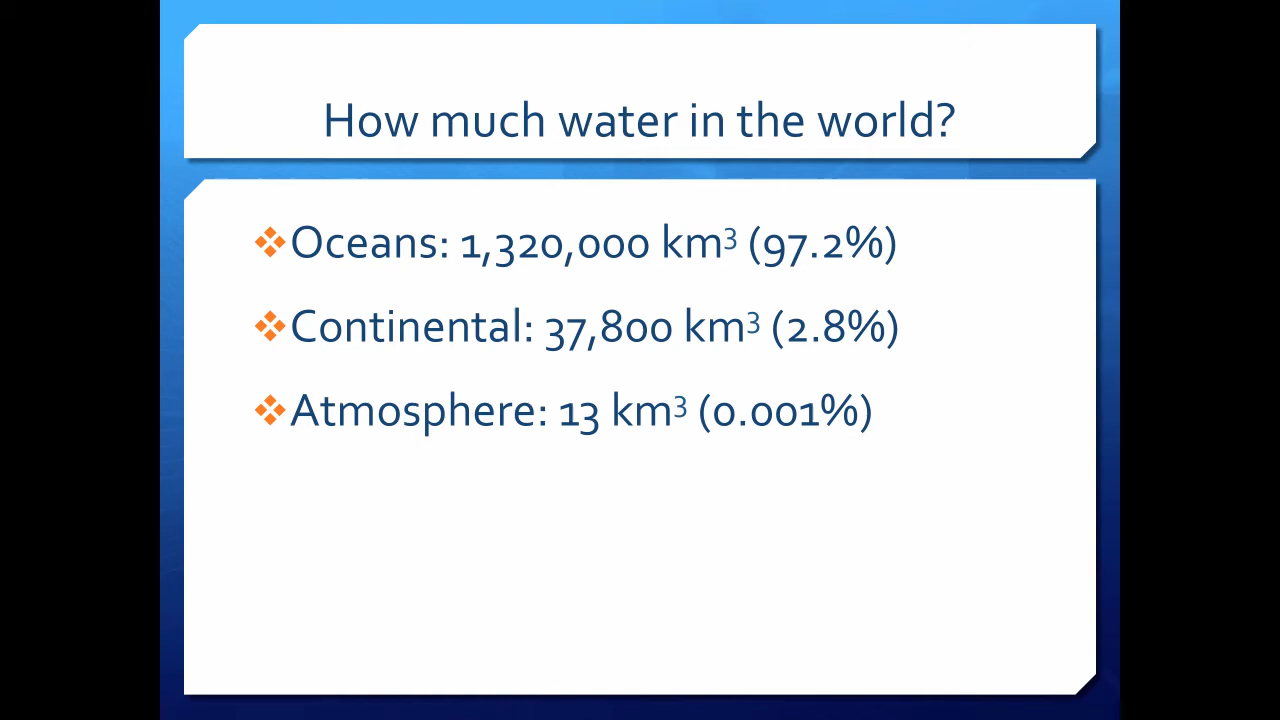 How much water in the world?
❖Oceans: 1,320,000 km³ (97.2%)
❖Continental: 37,800 km³ (2.8%)
❖Atmosphere: 13 km³ (0.001%)